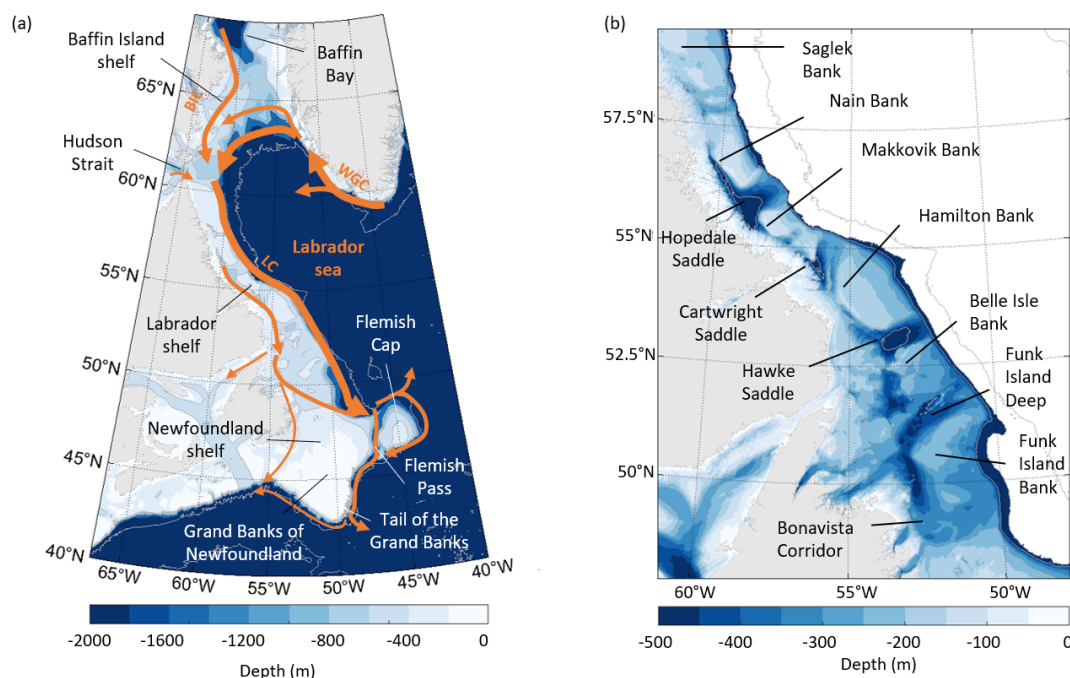 (a)
Baffin Island
shelf
Baffin
Bay
65°N
BIC
Hudson
Strait
60°N
WGC
Labrador
sea
LC
55°N
Labrador
shelf
Flemish
Cap
50°N
Newfoundland
shelf
45°N
Flemish
Pass
Grand Banks of
Newfoundland
Tail of the
Grand Banks
40°N
65°W
60°W
55°W
50°W
45°W
40°W
-2000
-1600
-1200
-800
-400
0
Depth (m)
(b)
Saglek
Bank
57.5°N
Nain Bank
Makkovik Bank
Hamilton Bank
55°N
Hopedale
Saddle
Cartwright
Saddle
Belle Isle
Bank
52.5°N
Hawke
Saddle
Funk
Island
Deep
Funk
Island
Bank
50°N
Bonavista
Corridor
60°W
55°W
50°W
-500
-400
-300
-200
-100
0
Depth (m)